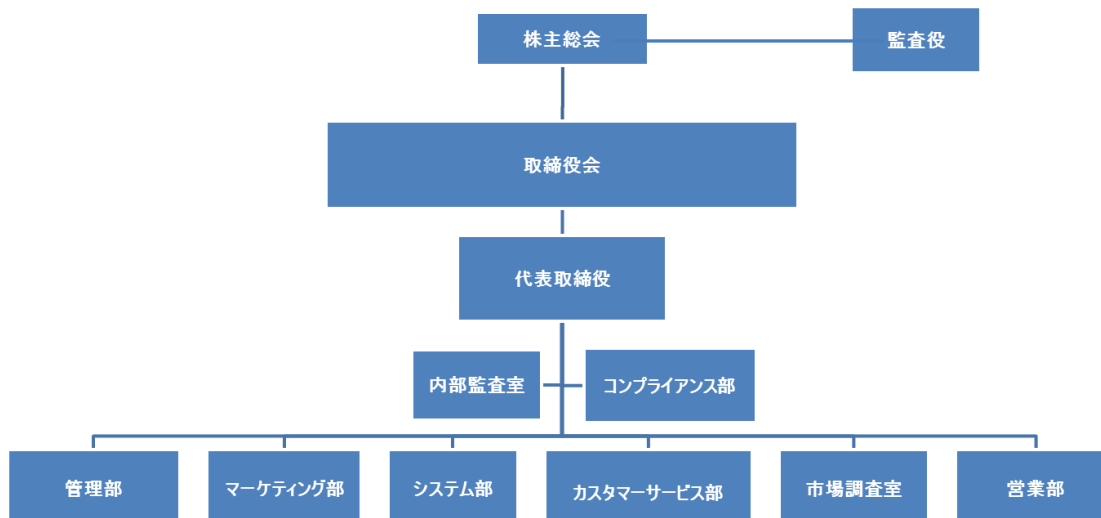 株主総会
監査役
取締役会
代表取締役
内部監査室
コンプライアンス部
管理部
マーケティング部
システム部
カスタマーサービス部
市場調査室
営業部